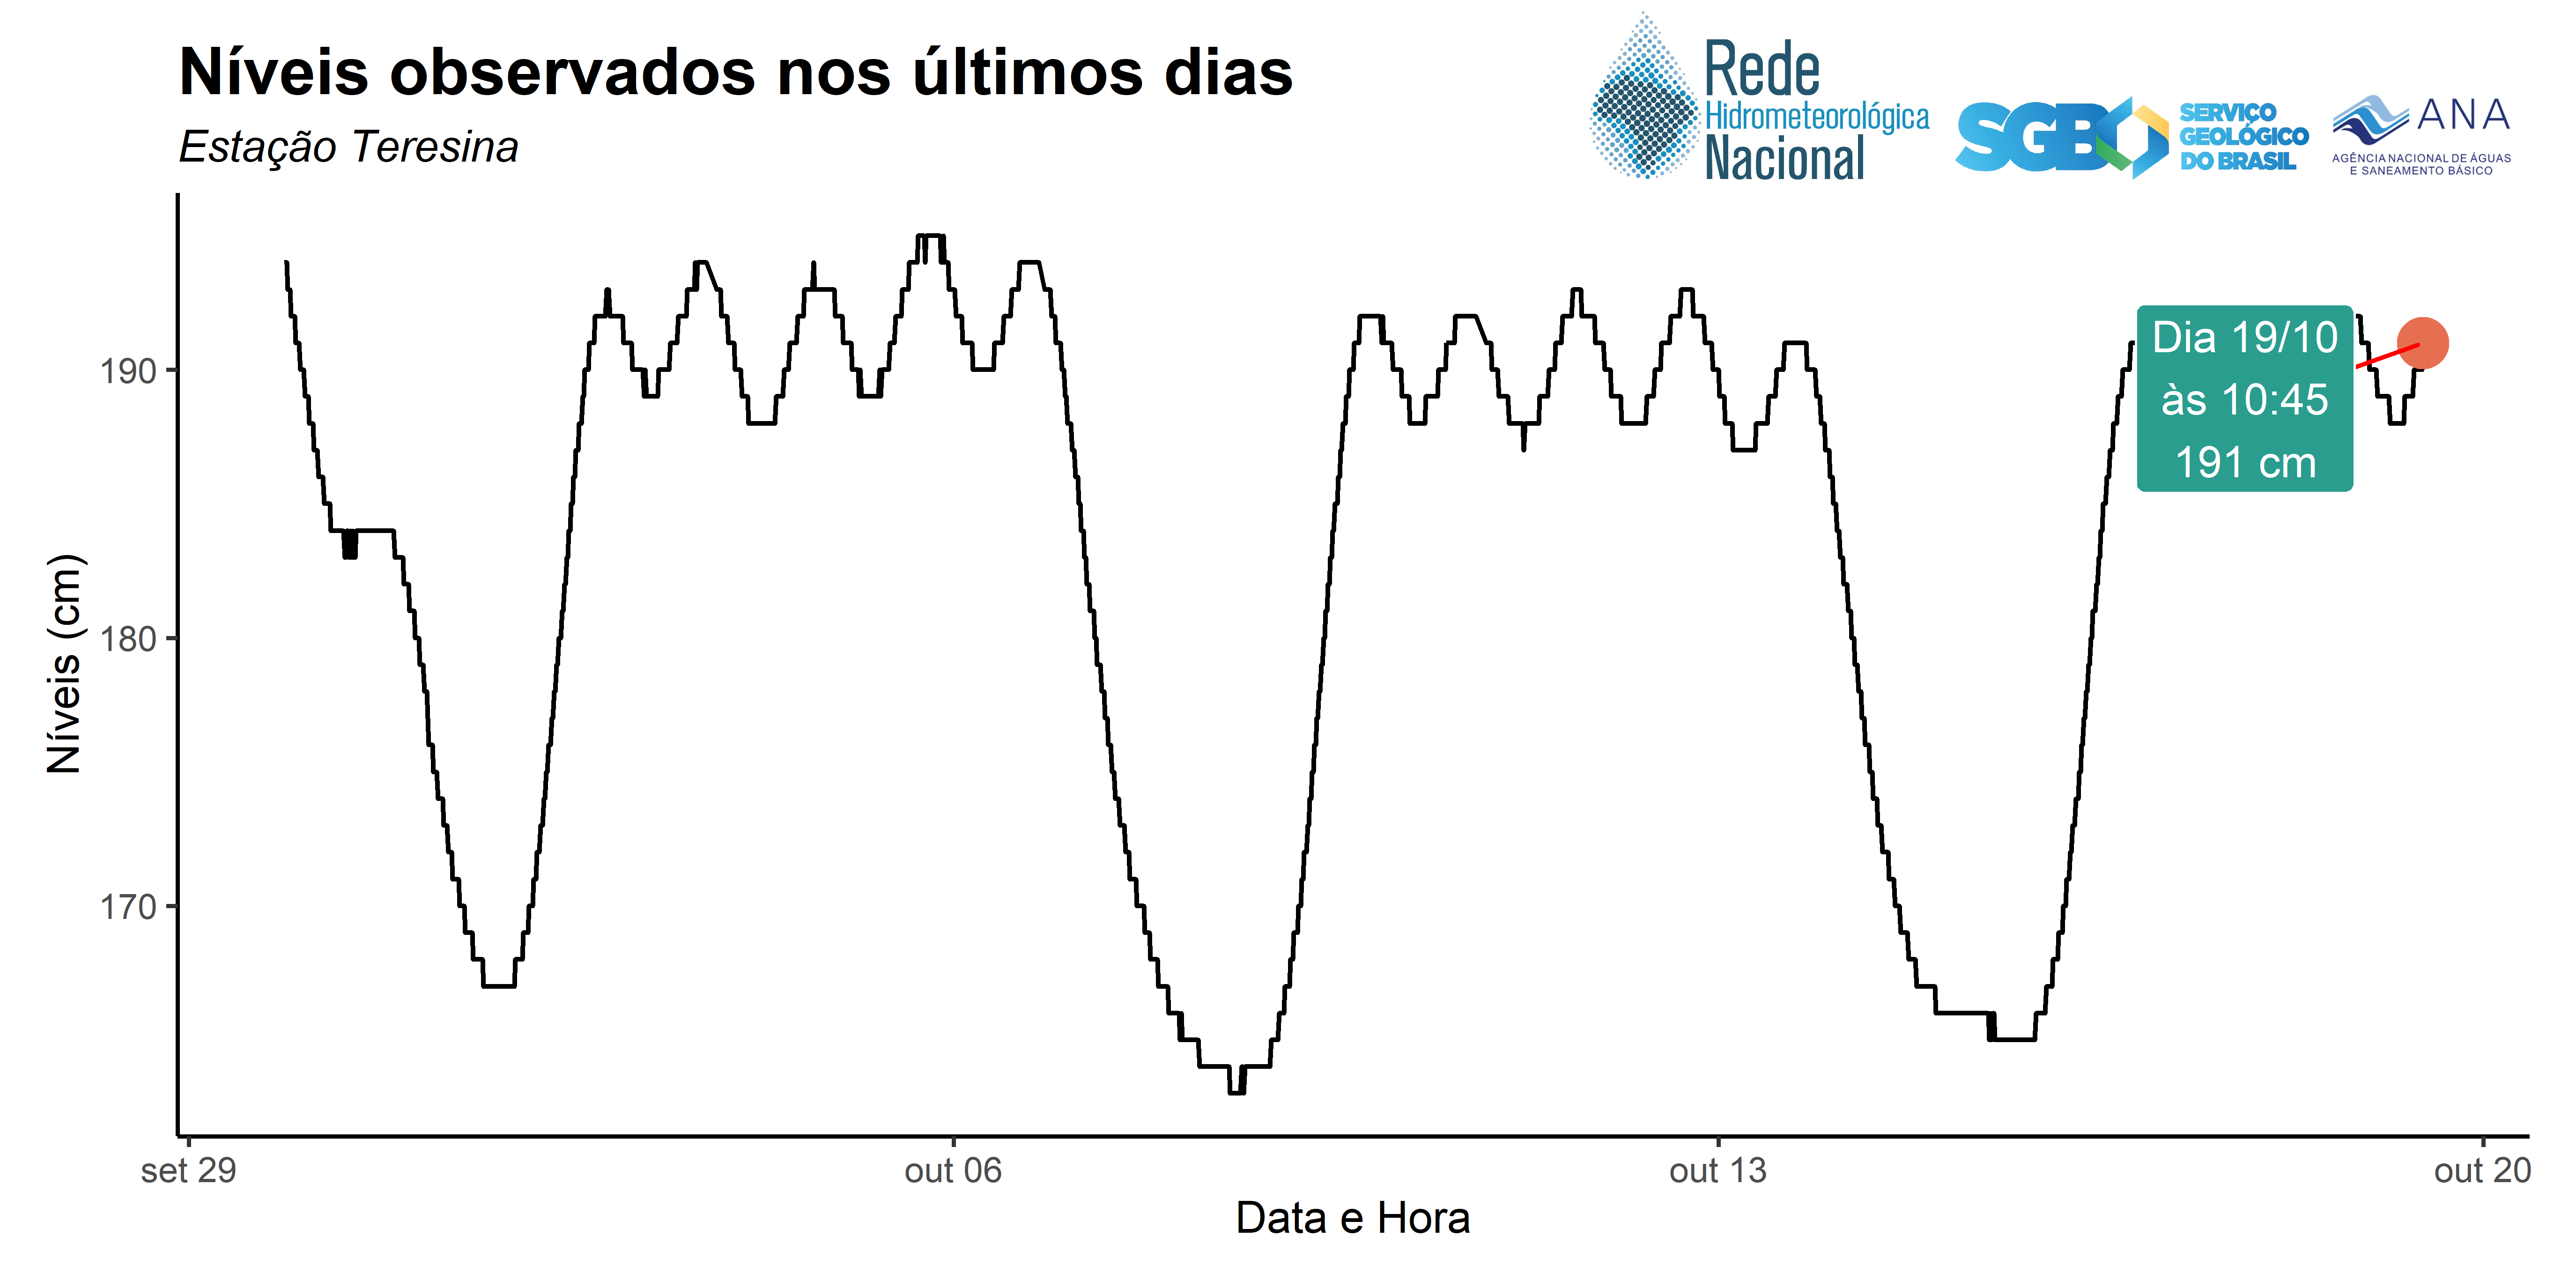 Níveis observados nos últimos dias
Estação Teresina
Rede
Hidrometeorológica
Nacional
SGB
SERVIÇO
GEOLÓGICO
DO BRASIL
ANA
AGÊNCIA NACIONAL DE ÁGUAS
E SANEAMENTO BÁSICO
Níveis (cm)
190
180
170
Dia 19/10
às 10:45
191 cm
set 29
out 06
out 13
out 20
Data e Hora